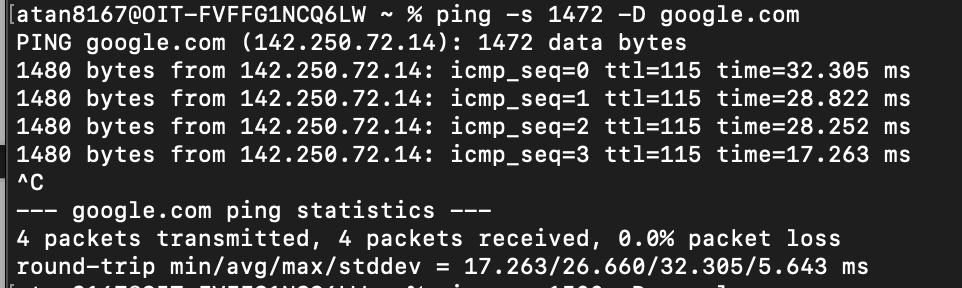 [atan8167@OIT-FVFFG1NCQ6LW ~ % ping -s 1472 -D google.com
PING google.com (142.250.72.14): 1472 data bytes
1480 bytes from 142.250.72.14: icmp_seq=0 ttl=115 time=32.305 ms
1480 bytes from 142.250.72.14: icmp_seq=1 ttl=115 time=28.822 ms
1480 bytes from 142.250.72.14: icmp_seq=2 ttl=115 time=28.252 ms
1480 bytes from 142.250.72.14: icmp_seq=3 ttl=115 time=17.263 ms
^C
--- google.com ping statistics ---
4 packets transmitted, 4 packets received, 0.0% packet loss
round-trip min/avg/max/stddev = 17.263/26.660/32.305/5.643 ms